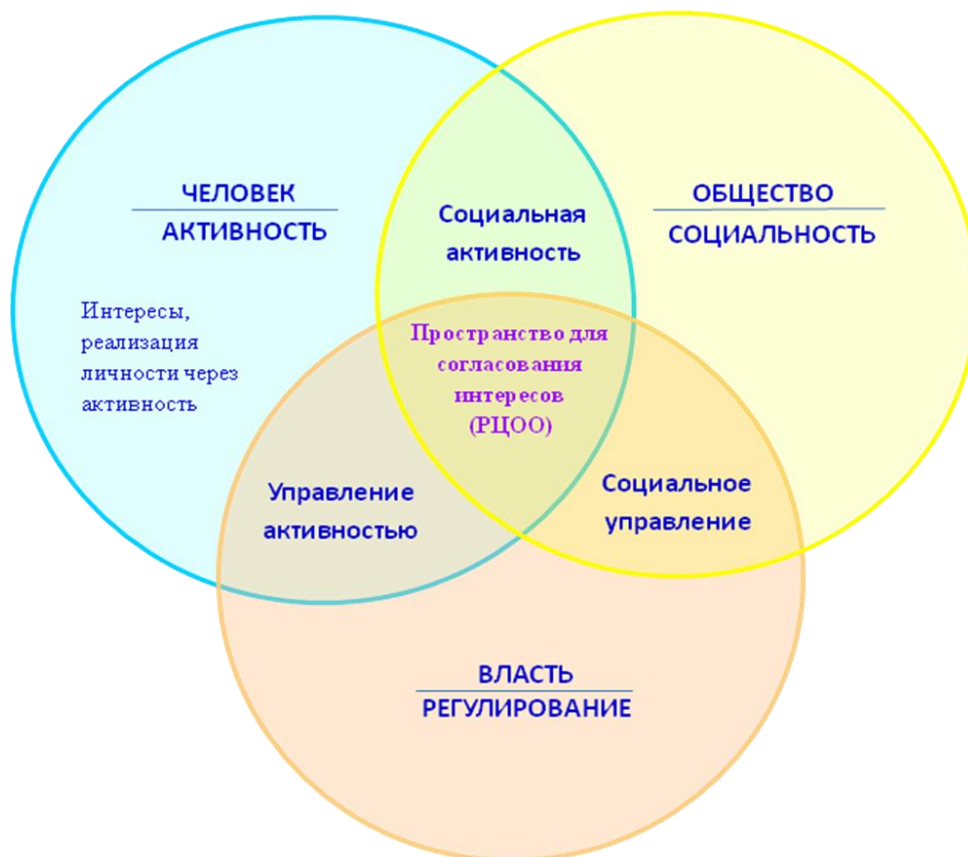 ЧЕЛОВЕК
АКТИВНОСТЬ
Интересы,
реализация
личности через
активность
Социальная
активность
ОБЩЕСТВО
СОЦИАЛЬНОСТЬ
Пространство для
согласования
интересов
(РЦОО)
Управление
активностью
Социальное
управление
ВЛАСТЬ
РЕГУЛИРОВАНИЕ